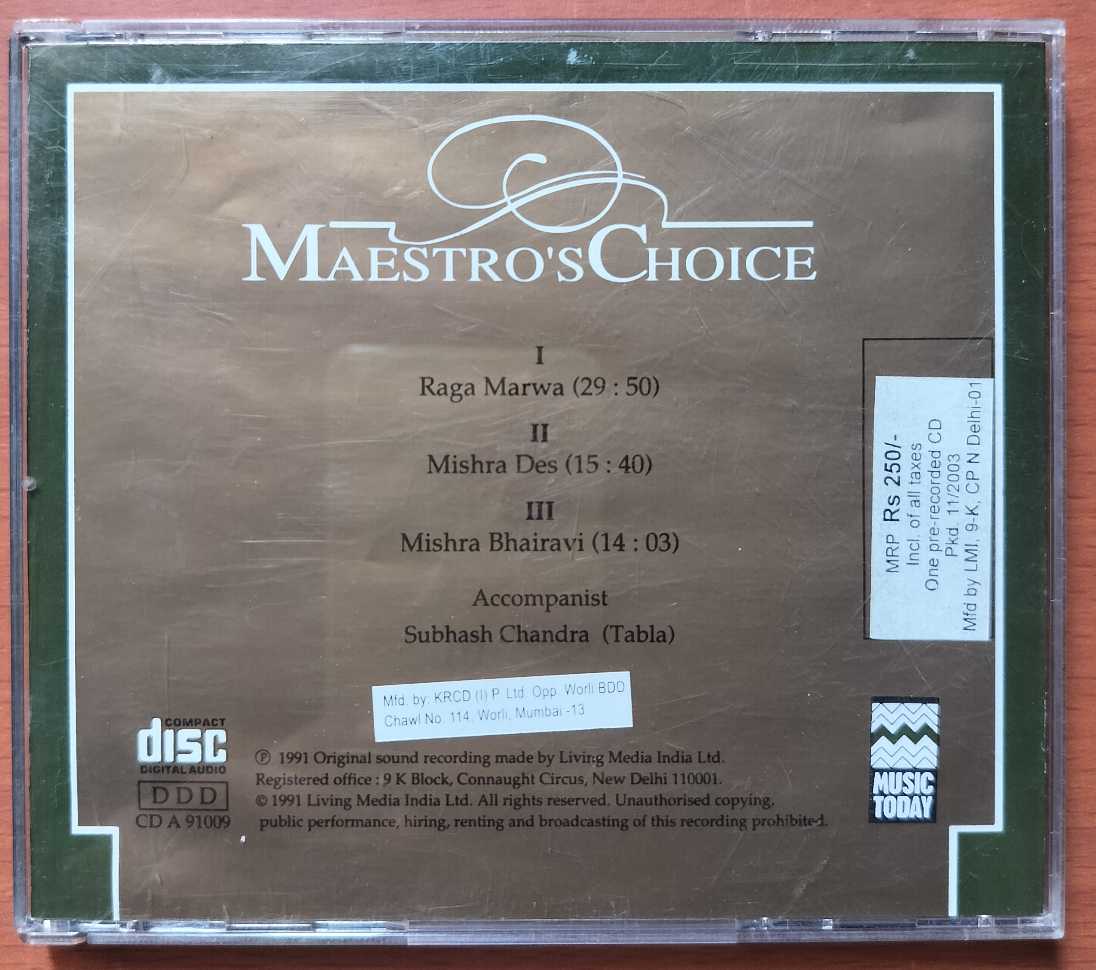 MAESTRO'S CHOICE
I
Raga Marwa (29 : 50)
II
Mishra Des (15 : 40)
III
Mishra Bhairavi (14 : 03)
Accompanist
Subhash Chandra (Tabla)
MRP Rs 250/-
Incl. of all taxes
One pre-recorded CD
Pkd. 11/2003
Mfd by LMI, 9-K, CP N Delhi-01
Mfd. by: KRCD (I) P. Ltd. Opp. Worli BDD
Chawl No. 114, Worli, Mumbai -13
COMPACT
disc
DIGITAL AUDIO
DDD
CD A 91009
℗ 1991 Original sound recording made by Living Media India Ltd.
Registered office : 9 K Block, Connaught Circus, New Delhi 110001.
© 1991 Living Media India Ltd. All rights reserved. Unauthorised copying,
public performance, hiring, renting and broadcasting of this recording prohibited.
MUSIC
TODAY